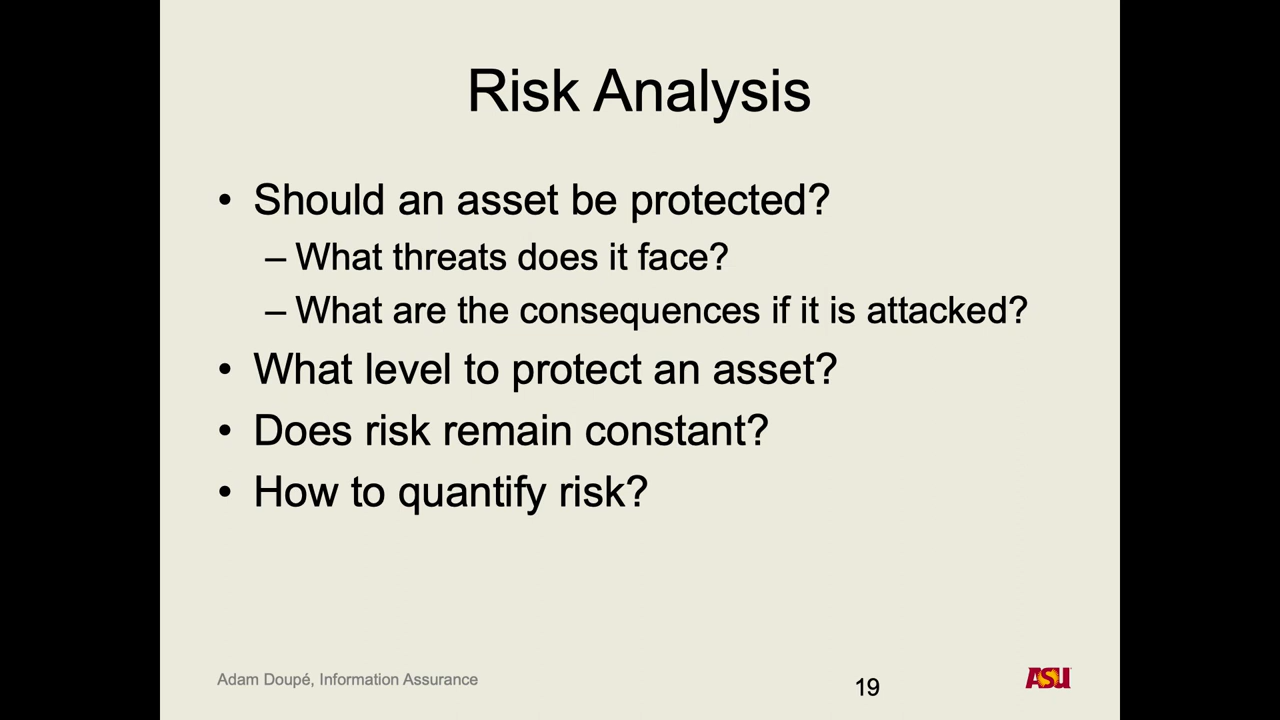 Risk Analysis
• Should an asset be protected?
– What threats does it face?
– What are the consequences if it is attacked?
• What level to protect an asset?
• Does risk remain constant?
• How to quantify risk?
Adam Doupé, Information Assurance
19
ASU